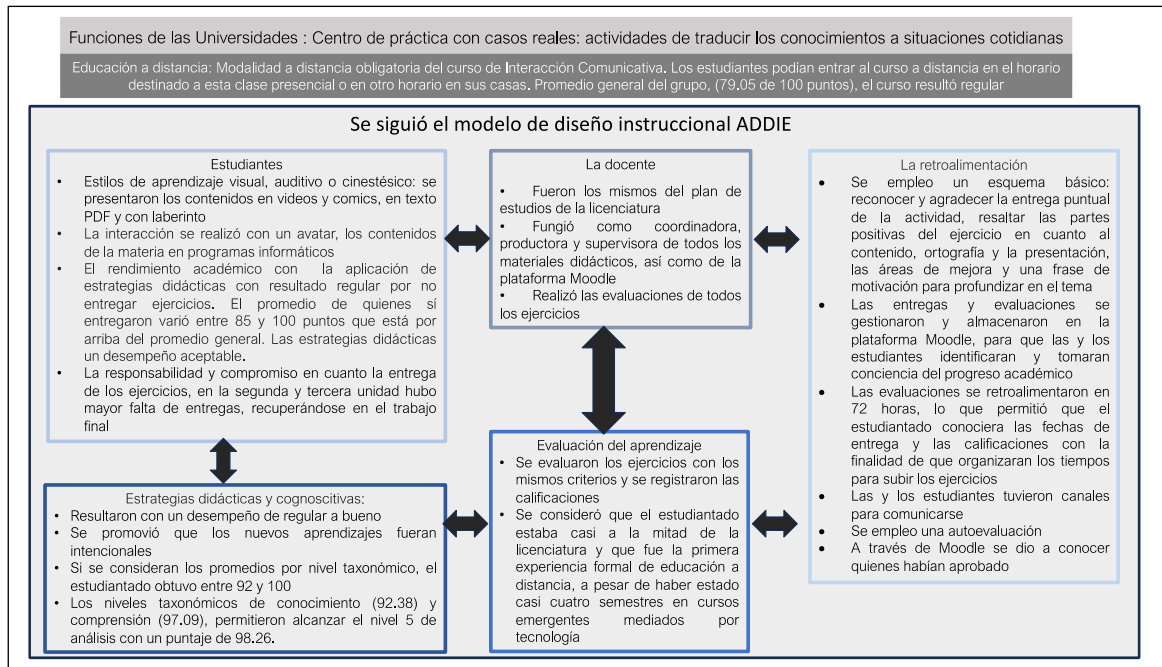 Funciones de las Universidades : Centro de práctica con casos reales: actividades de traducir los conocimientos a situaciones cotidianas
Educación a distancia: Modalidad a distancia obligatoria del curso de Interacción Comunicativa. Los estudiantes podían entrar al curso a distancia en el horario
destinado a esta clase presencial o en otro horario en sus casas. Promedio general del grupo, (79.05 de 100 puntos), el curso resultó regular
Se siguió el modelo de diseño instruccional ADDIE
Estudiantes
• Estilos de aprendizaje visual, auditivo o cinestésico: se
presentaron los contenidos en videos y comics, en texto
PDF y con laberinto
• La interacción se realizó con un avatar, los contenidos
de la materia en programas informáticos
• El rendimiento académico con la aplicación de
estrategias didácticas con resultado regular por no
entregar ejercicios. El promedio de quienes sí
entregaron varió entre 85 y 100 puntos que está por
arriba del promedio general. Las estrategias didácticas
un desempeño aceptable.
• La responsabilidad y compromiso en cuanto la entrega
de los ejercicios, en la segunda y tercera unidad hubo
mayor falta de entregas, recuperándose en el trabajo
final
La docente
• Fueron los mismos del plan de
estudios de la licenciatura
• Fungió como coordinadora,
productora y supervisora de todos los
materiales didácticos, así como de la
plataforma Moodle
• Realizó las evaluaciones de todos
los ejercicios
La retroalimentación
• Se empleo un esquema básico:
reconocer y agradecer la entrega puntual
de la actividad, resaltar las partes
positivas del ejercicio en cuanto al
contenido, ortografía y la presentación,
las áreas de mejora y una frase de
motivación para profundizar en el tema
• Las entregas y evaluaciones se
gestionaron y almacenaron en la
plataforma Moodle, para que las y los
estudiantes identificaran y tomaran
conciencia del progreso académico
• Las evaluaciones se retroalimentaron en
72 horas, lo que permitió que el
estudiantado conociera las fechas de
entrega y las calificaciones con la
finalidad de que organizaran los tiempos
para subir los ejercicios
• Las y los estudiantes tuvieron canales
para comunicarse
• Se empleo una autoevaluación
• A través de Moodle se dio a conocer
quienes habían aprobado
Estrategias didácticas y cognoscitivas:
• Resultaron con un desempeño de regular a bueno
• Se promovió que los nuevos aprendizajes fueran
intencionales
• Si se consideran los promedios por nivel taxonómico, el
estudiantado obtuvo entre 92 y 100
• Los niveles taxonómicos de conocimiento (92.38) y
comprensión (97.09), permitieron alcanzar el nivel 5 de
análisis con un puntaje de 98.26.
Evaluación del aprendizaje
• Se evaluaron los ejercicios con los
mismos criterios y se registraron las
calificaciones
• Se consideró que el estudiantado
estaba casi a la mitad de la
licenciatura y que fue la primera
experiencia formal de educación a
distancia, a pesar de haber estado
casi cuatro semestres en cursos
emergentes mediados por
tecnología